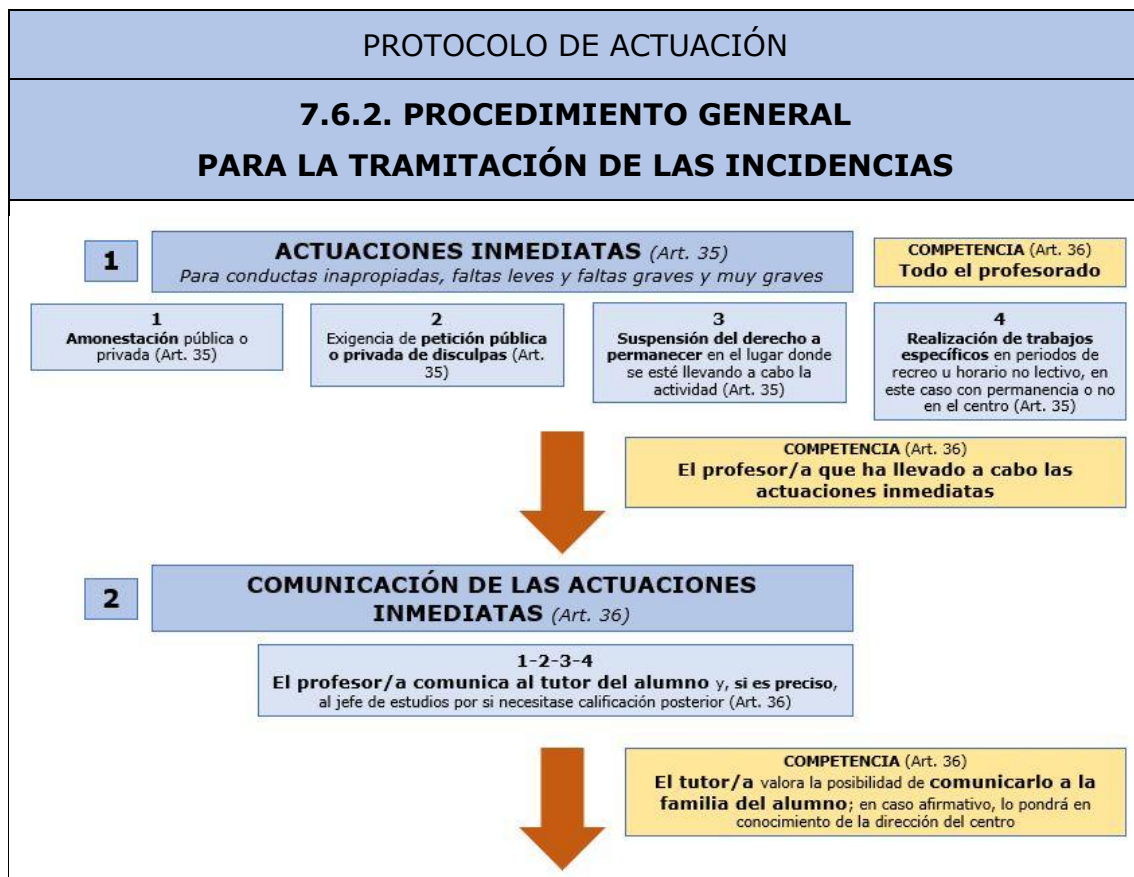 PROTOCOLO DE ACTUACIÓN
7.6.2. PROCEDIMIENTO GENERAL
PARA LA TRAMITACIÓN DE LAS INCIDENCIAS
1
ACTUACIONES INMEDIATAS (Art. 35)
Para conductas inapropiadas, faltas leves y faltas graves y muy graves
COMPETENCIA (Art. 36)
Todo el profesorado
1
Amonestación pública o
privada (Art. 35)
2
Exigencia de petición pública
o privada de disculpas (Art.
35)
3
Suspensión del derecho a
permanecer en el lugar donde
se esté llevando a cabo la
actividad (Art. 35)
4
Realización de trabajos
específicos en periodos de
recreo u horario no lectivo, en
este caso con permanencia o no
en el centro (Art. 35)
COMPETENCIA (Art. 36)
El profesor/a que ha llevado a cabo las
actuaciones inmediatas
2
COMUNICACIÓN DE LAS ACTUACIONES
INMEDIATAS (Art. 36)
1-2-3-4
El profesor/a comunica al tutor del alumno y, si es preciso,
al jefe de estudios por si necesitase calificación posterior (Art. 36)
COMPETENCIA (Art. 36)
El tutor/a valora la posibilidad de comunicarlo a la
familia del alumno; en caso afirmativo, lo pondrá en
conocimiento de la dirección del centro